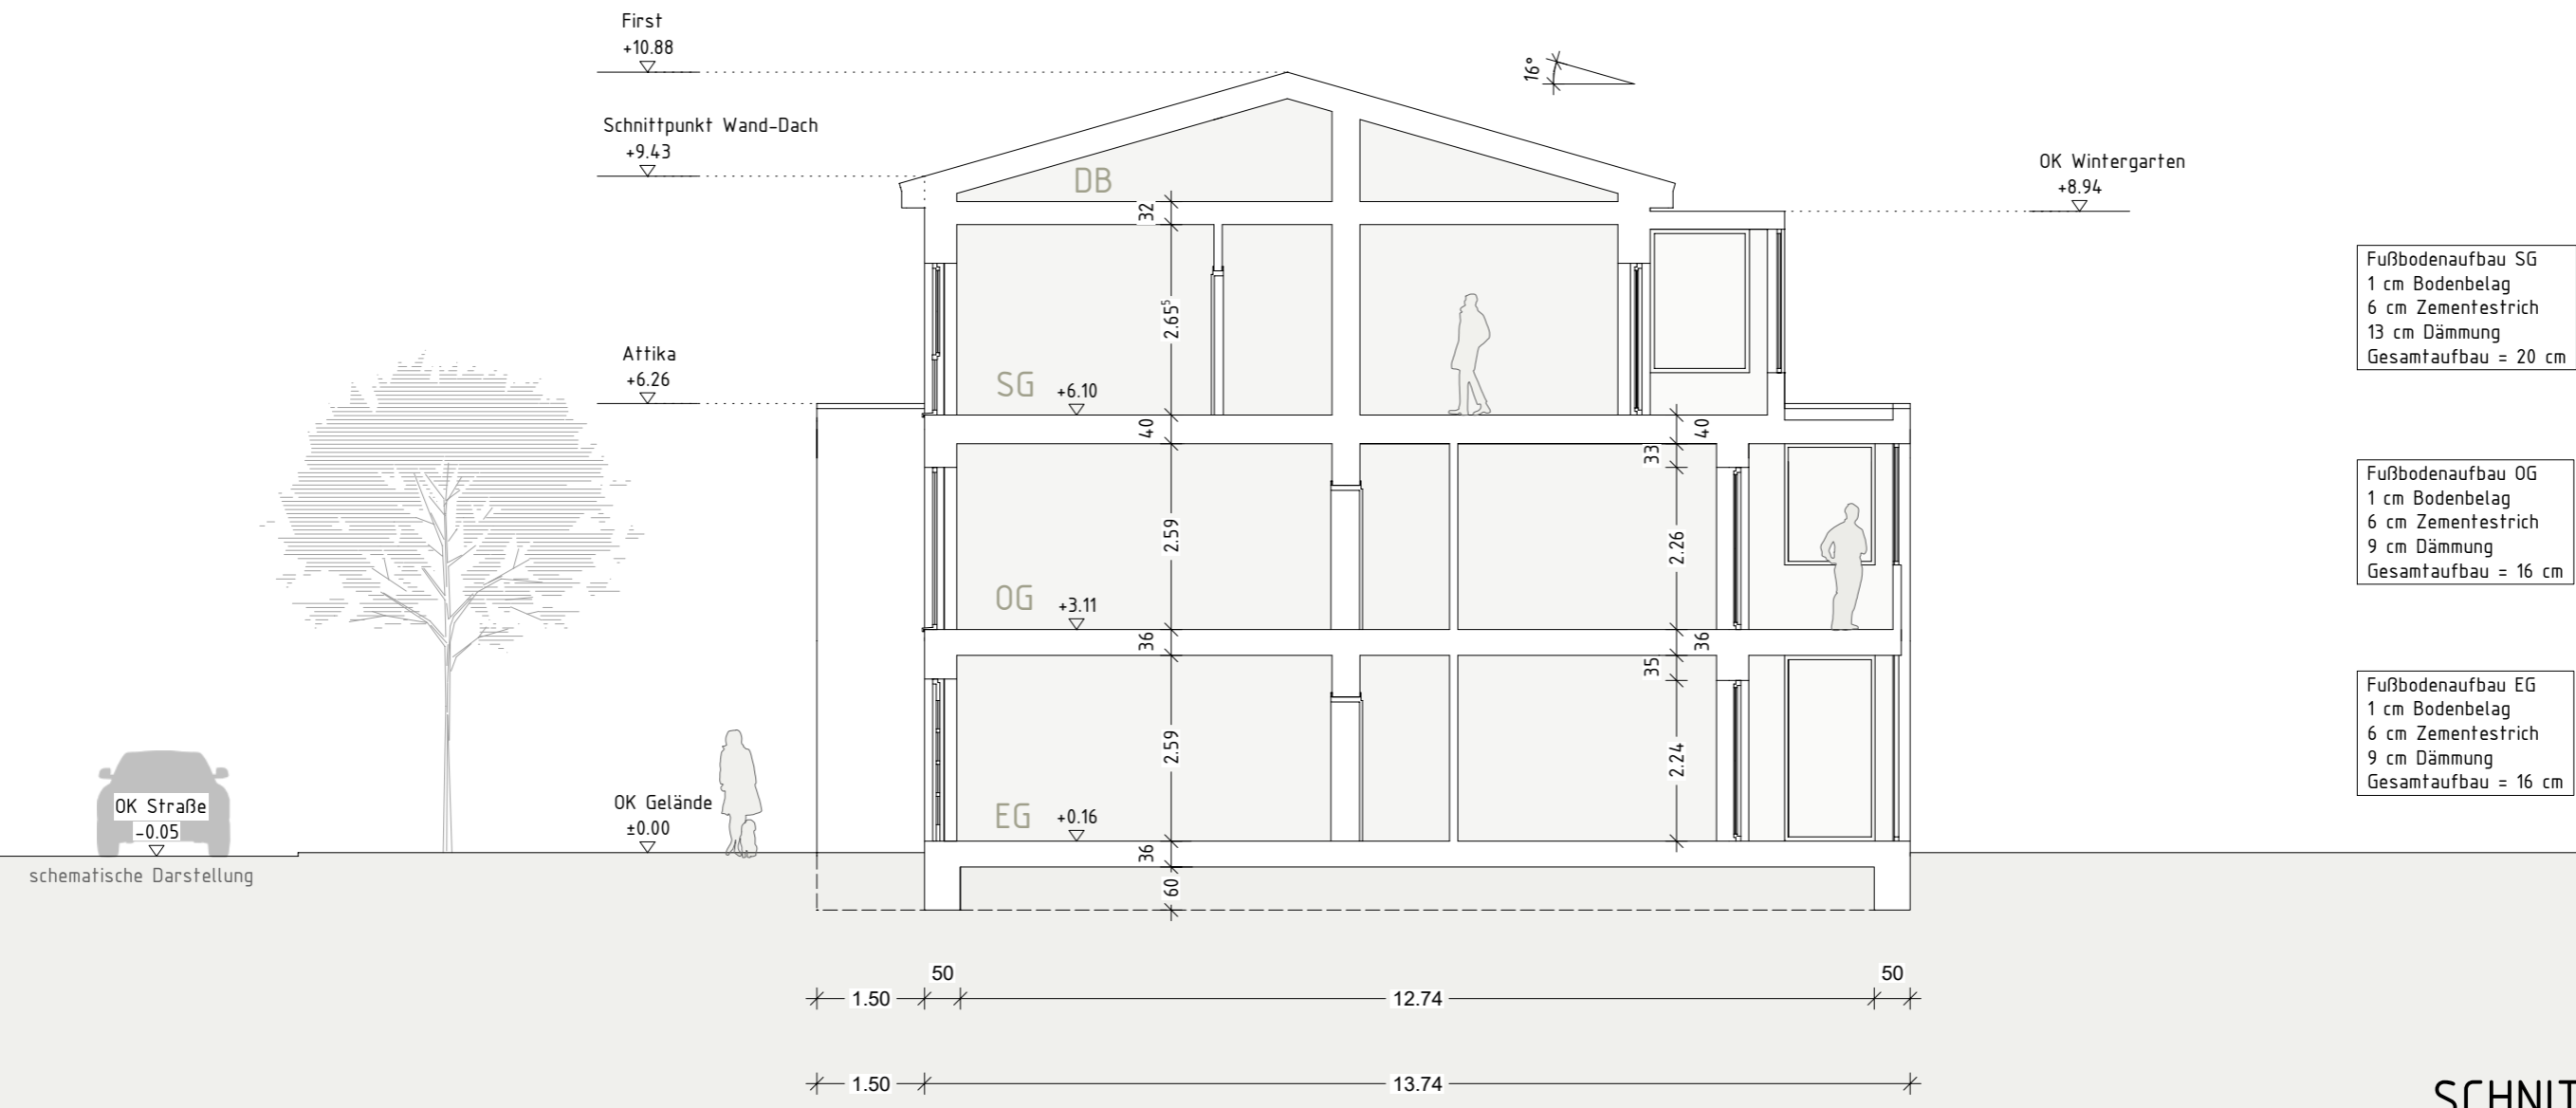 First
+10.88
16°
Schnittpunkt Wand-Dach
+9.43
OK Wintergarten
+8.94
DB
32
Fußbodenaufbau SG
1 cm Bodenbelag
6 cm Zementestrich
13 cm Dämmung
Gesamtaufbau = 20 cm
2.65⁵
Attika
+6.26
SG +6.10
40
40
33
Fußbodenaufbau OG
1 cm Bodenbelag
6 cm Zementestrich
9 cm Dämmung
Gesamtaufbau = 16 cm
2.59
2.26
OG +3.11
36
36
35
Fußbodenaufbau EG
1 cm Bodenbelag
6 cm Zementestrich
9 cm Dämmung
Gesamtaufbau = 16 cm
2.59
2.24
OK Straße
-0.05
OK Gelände
±0.00
EG +0.16
36
schematische Darstellung
60
50
50
1.50
12.74
1.50
13.74